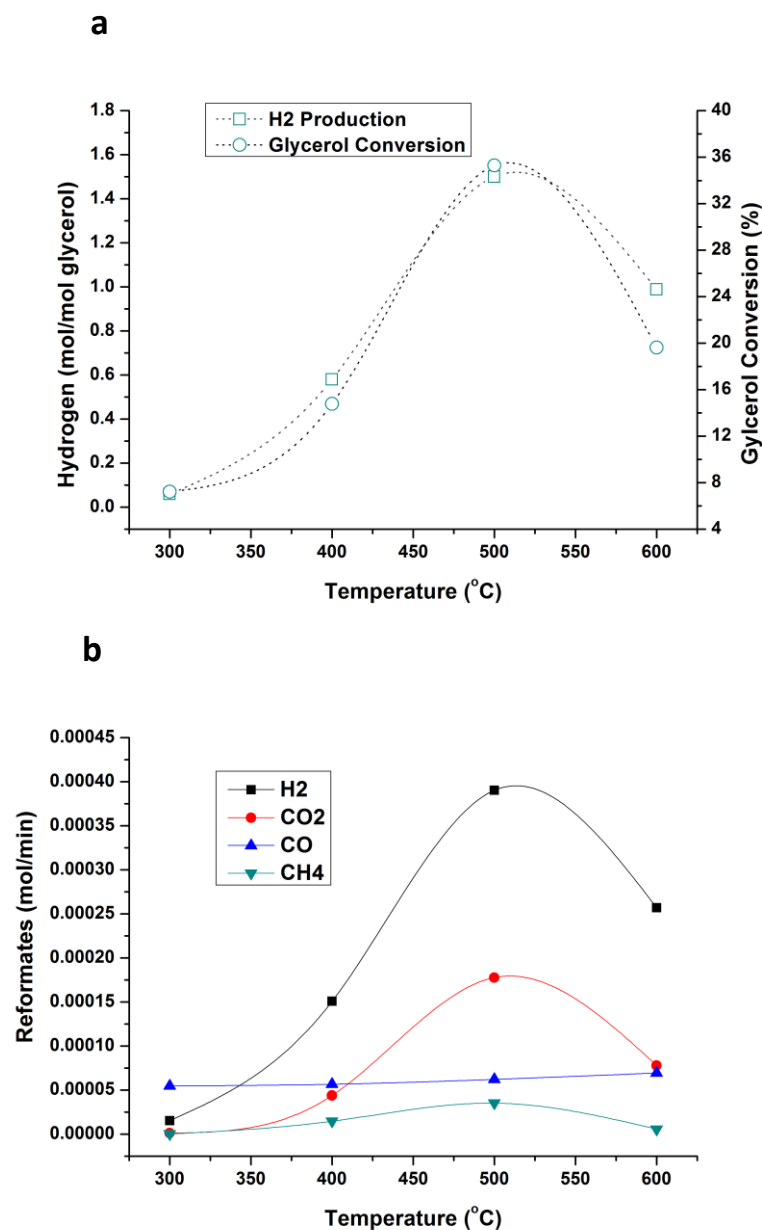 a
H2 Production
Glycerol Conversion
Hydrogen (mol/mol glycerol)
1.8
1.6
1.4
1.2
1.0
0.8
0.6
0.4
0.2
0.0
Gylcerol Conversion (%)
40
36
32
28
24
20
16
12
8
4
300 350 400 450 500 550 600
Temperature (°C)
b
H2
CO2
CO
CH4
Reformates (mol/min)
0.00045
0.00040
0.00035
0.00030
0.00025
0.00020
0.00015
0.00010
0.00005
0.00000
300 350 400 450 500 550 600
Temperature (°C)